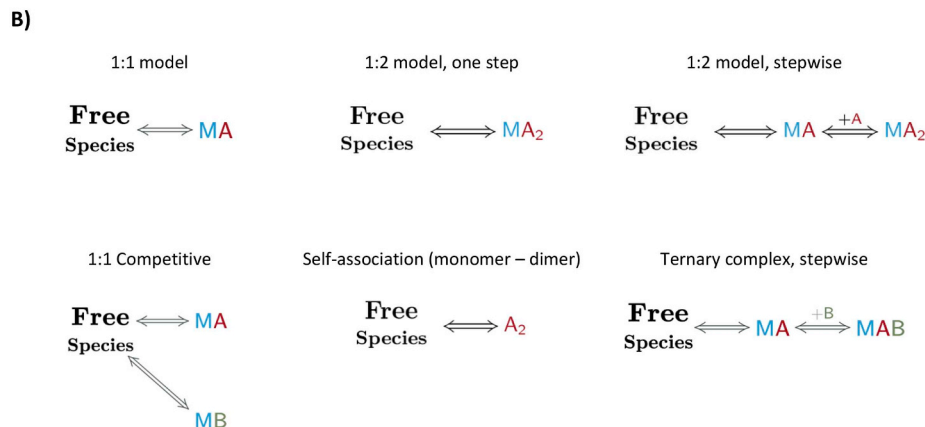 B)
1:1 model
Free
Species
MA
1:2 model, one step
Free
Species
MA₂
1:2 model, stepwise
Free
Species
MA
+A
MA₂
1:1 Competitive
Free
Species
MA
MB
Self-association (monomer – dimer)
Free
Species
A₂
Ternary complex, stepwise
Free
Species
MA
+B
MAB